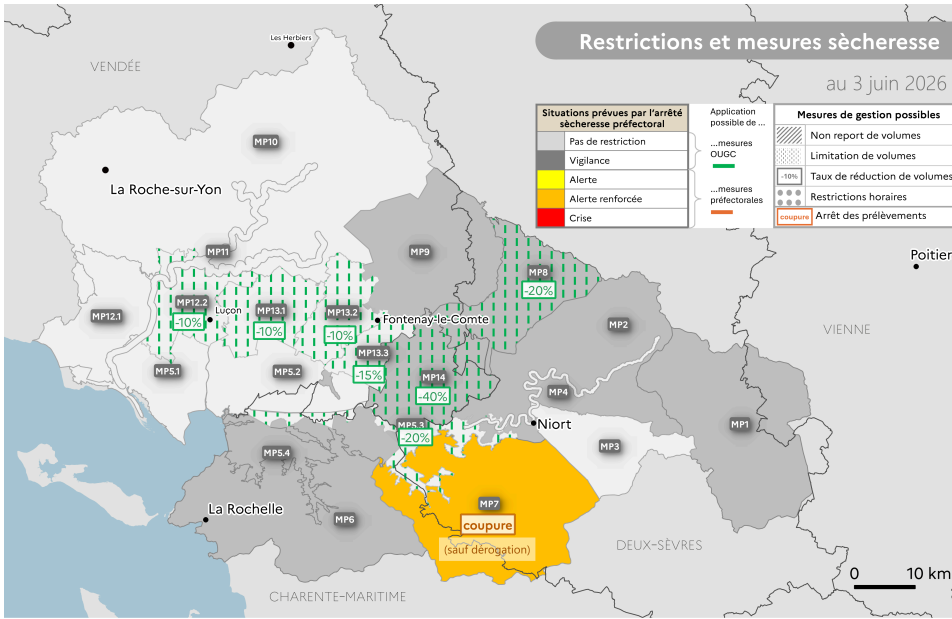 Restrictions et mesures sècheresse
au 3 juin 2026
Situations prévues par l'arrêté
sècheresse préfectoral
Pas de restriction
Vigilance
Alerte
Alerte renforcée
Crise
Application
possible de ...
...mesures
OUGC
...mesures
préfectorales
Mesures de gestion possibles
Non report de volumes
Limitation de volumes
-10% Taux de réduction de volumes
Restrictions horaires
coupure Arrêt des prélèvements
Les Herbiers
VENDÉE
MP10
La Roche-sur-Yon
MP11
MP9
MP8
-20%
Poitier
MP12.2
-10%
Luçon
MP13.1
-10%
MP13.2
-10%
Fontenay-le-Comte
MP12.1
MP2
VIENNE
MP13.3
-15%
MP5.1
MP5.2
MP14
-40%
MP4
MP5.3
-20%
Niort
MP1
MP3
MP5.4
La Rochelle
MP6
MP7
coupure
(sauf dérogation)
DEUX-SÈVRES
CHARENTE-MARITIME
0 10 km